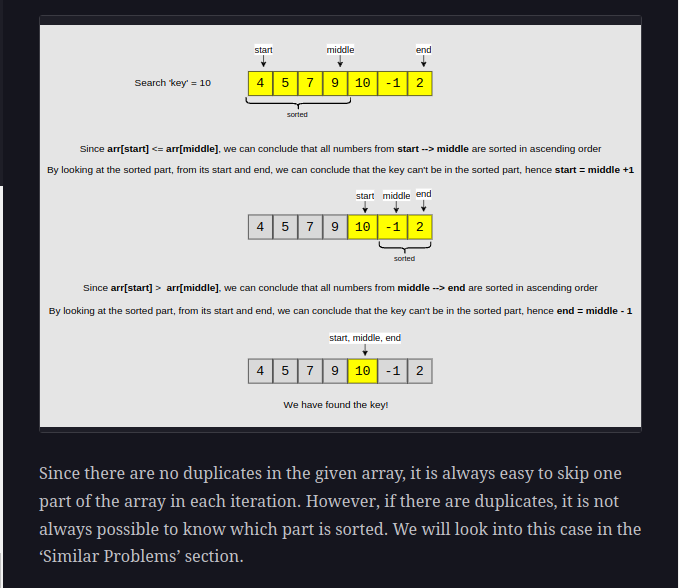 start middle end
Search 'key' = 10
4 5 7 9 10 -1 2
sorted
Since arr[start] <= arr[middle], we can conclude that all numbers from start --> middle are sorted in ascending order
By looking at the sorted part, from its start and end, we can conclude that the key can't be in the sorted part, hence start = middle +1
start middle end
4 5 7 9 10 -1 2
sorted
Since arr[start] > arr[middle], we can conclude that all numbers from middle --> end are sorted in ascending order
By looking at the sorted part, from its start and end, we can conclude that the key can't be in the sorted part, hence end = middle - 1
start, middle, end
4 5 7 9 10 -1 2
We have found the key!
Since there are no duplicates in the given array, it is always easy to skip one
part of the array in each iteration. However, if there are duplicates, it is not
always possible to know which part is sorted. We will look into this case in the
‘Similar Problems’ section.